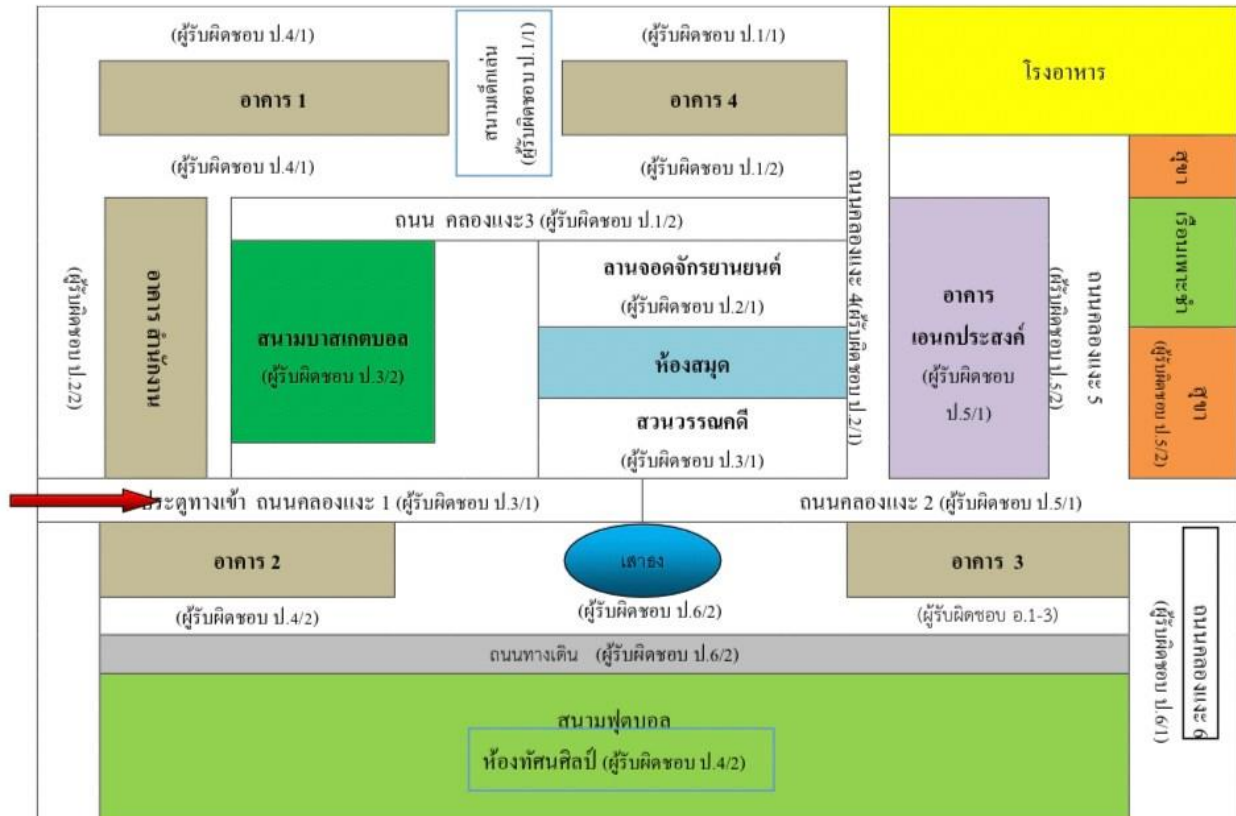 (ผู้รับผิดชอบ ป.4/1)
อาคาร 1
(ผู้รับผิดชอบ ป.4/1)
สนามเด็กเล่น
(ผู้รับผิดชอบ ป.1/1)
(ผู้รับผิดชอบ ป.1/1)
อาคาร 4
(ผู้รับผิดชอบ ป.1/2)
โรงอาหาร
สุขา
เรือนเพาะชำ
สุขา
(ผู้รับผิดชอบ ป.5/2)
ถนนคลองแงะ 5
(ผู้รับผิดชอบ ป.5/2)
อาคาร
เอนกประสงค์
(ผู้รับผิดชอบ
ป.5/1)
ถนนคลองแงะ 4(ผู้รับผิดชอบ ป.2/1)
ถนน คลองแงะ3 (ผู้รับผิดชอบ ป.1/2)
ลานจอดจักรยานยนต์
(ผู้รับผิดชอบ ป.2/1)
ห้องสมุด
สวนวรรณคดี
(ผู้รับผิดชอบ ป.3/1)
สนามบาสเกตบอล
(ผู้รับผิดชอบ ป.3/2)
อาคาร สำนักงาน
(ผู้รับผิดชอบ ป.2/2)
ประตูทางเข้า ถนนคลองแงะ 1 (ผู้รับผิดชอบ ป.3/1)
ถนนคลองแงะ 2 (ผู้รับผิดชอบ ป.5/1)
อาคาร 2
(ผู้รับผิดชอบ ป.4/2)
เสาธง
(ผู้รับผิดชอบ ป.6/2)
อาคาร 3
(ผู้รับผิดชอบ อ.1-3)
ถนนคลองแงะ 6
(ผู้รับผิดชอบ ป.6/1)
ถนนทางเดิน (ผู้รับผิดชอบ ป.6/2)
สนามฟุตบอล
ห้องทัศนศิลป์ (ผู้รับผิดชอบ ป.4/2)